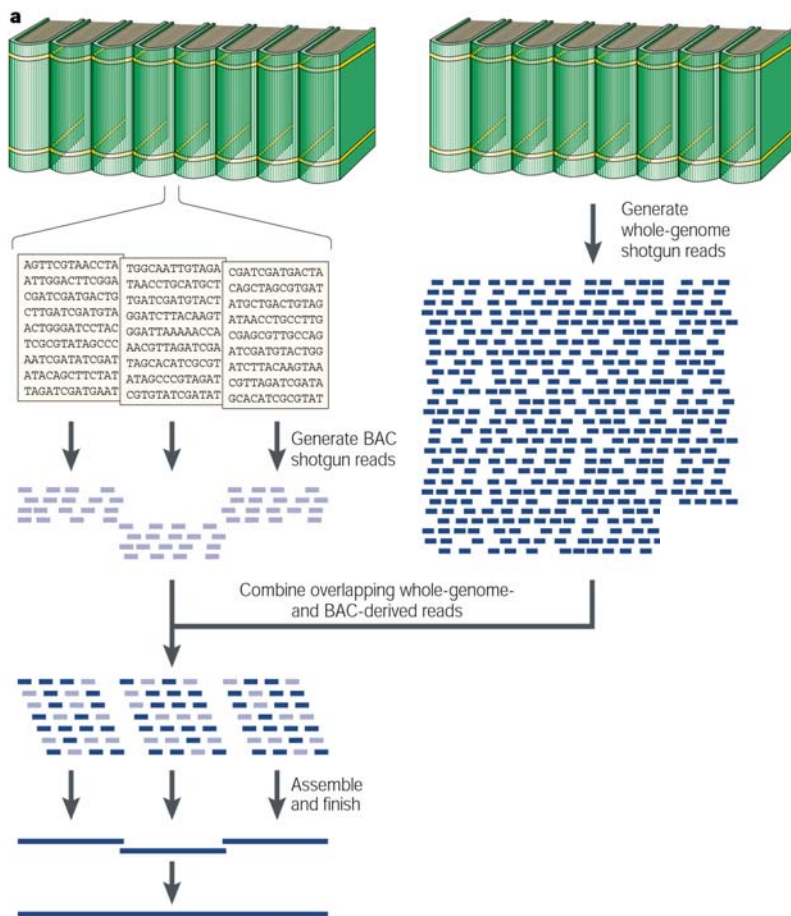 a
Generate
whole-genome
shotgun reads
AGTTCGTAACCTA
ATTGGACTTCGGA
CGATCGATGACTG
CTTGATCGATGTA
ACTGGGATCCTAC
TCGCGTATAGCCC
AATCGATATCGAT
ATACAGCTTCTAT
TAGATCGATGAAT
TGGCAATTGTAGA
TAACCTGCATGCT
TGATCGATGTACT
GGATCTTACAAGT
GGATTAAAAACCA
AACGTTAGATCGA
TAGCACATCGCGT
ATAGCCCGTAGAT
CGTGTATCGATAT
CGATCGATGACTA
CAGCTAGCGTGAT
ATGCTGACTGTAG
ATAACCTGCCTTG
CGAGCGTTGCCAG
ATCGATGTACTGG
ATCTTACAAGTAA
CGTTAGATCGATA
GCACATCGCGTAT
Generate BAC
shotgun reads
Combine overlapping whole-genome-
and BAC-derived reads
Assemble
and finish